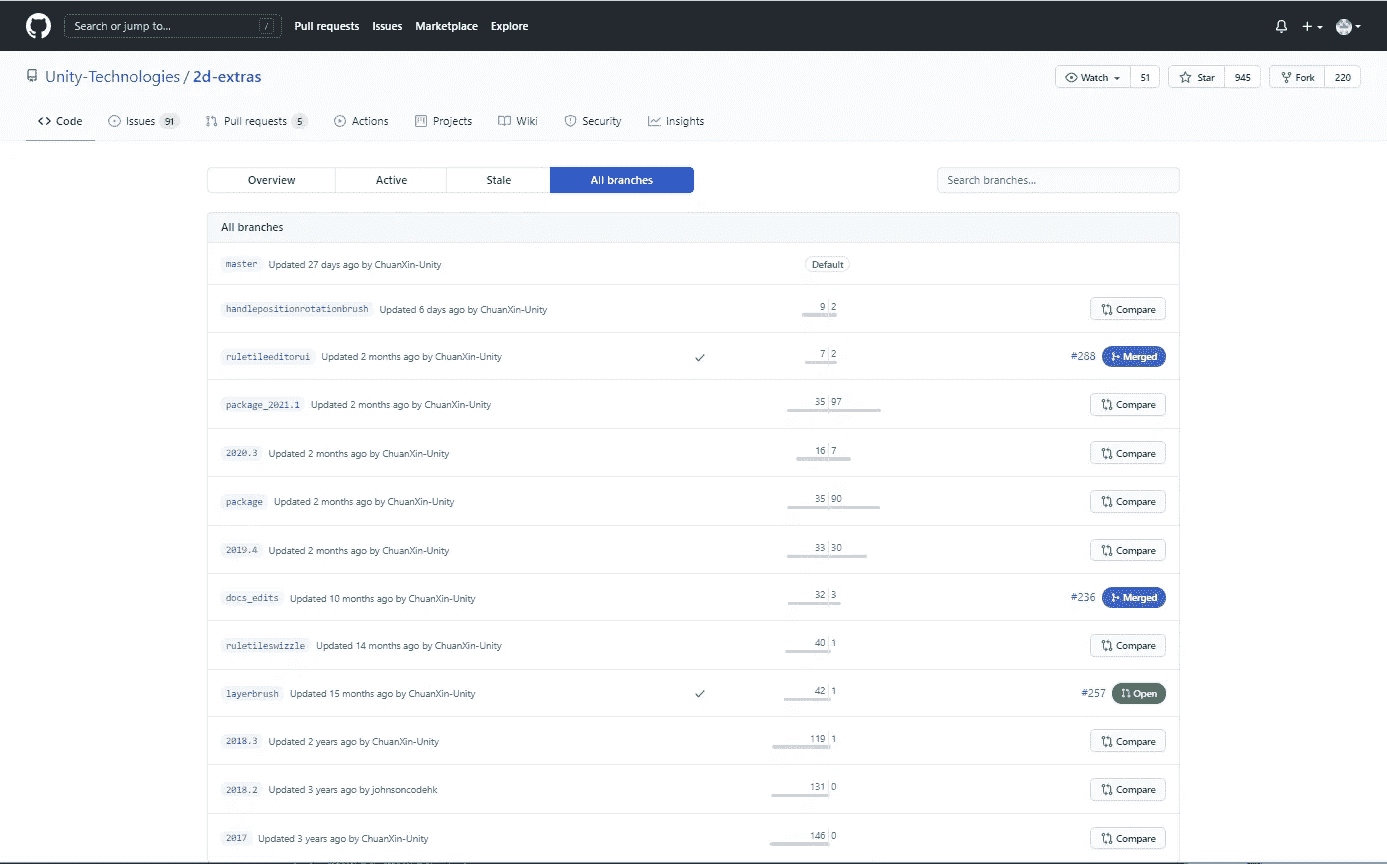 Search or jump to... / Pull requests Issues Marketplace Explore
Unity-Technologies / 2d-extras Watch 51 Star 945 Fork 220
Code Issues 91 Pull requests 5 Actions Projects Wiki Security Insights
Overview Active Stale All branches Search branches...
All branches
master Updated 27 days ago by ChuanXin-Unity Default
handlepositionrotationbrush Updated 6 days ago by ChuanXin-Unity 9 2 Compare
ruletileeditorui Updated 2 months ago by ChuanXin-Unity 7 2 #288 Merged
package_2021.1 Updated 2 months ago by ChuanXin-Unity 35 97 Compare
2020.3 Updated 2 months ago by ChuanXin-Unity 16 7 Compare
package Updated 2 months ago by ChuanXin-Unity 35 90 Compare
2019.4 Updated 2 months ago by ChuanXin-Unity 33 30 Compare
docs_edits Updated 10 months ago by ChuanXin-Unity 32 3 #236 Merged
ruletileswizzle Updated 14 months ago by ChuanXin-Unity 40 1 Compare
layerbrush Updated 15 months ago by ChuanXin-Unity 42 1 #257 Open
2018.3 Updated 2 years ago by ChuanXin-Unity 119 1 Compare
2018.2 Updated 3 years ago by johnsoncodehk 131 0 Compare
2017 Updated 3 years ago by ChuanXin-Unity 146 0 Compare